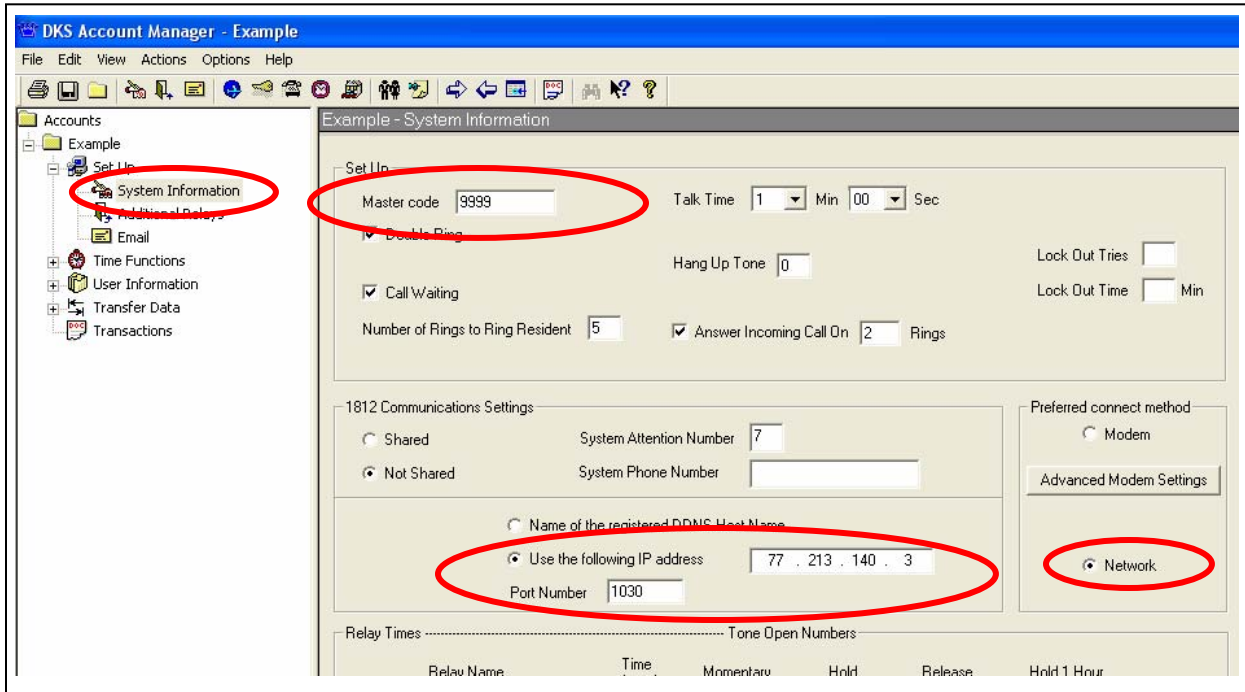 DKS Account Manager - Example
File Edit View Actions Options Help
Accounts
Example
Set Up
System Information
Additional Relays
Email
Time Functions
User Information
Transfer Data
Transactions
Example - System Information
Set Up
Master code 9999 Talk Time 1 Min 00 Sec
Double Ring
Hang Up Tone 0 Lock Out Tries
Call Waiting Lock Out Time Min
Number of Rings to Ring Resident 5 Answer Incoming Call On 2 Rings
1812 Communications Settings Preferred connect method
Shared System Attention Number 7 Modem
Not Shared System Phone Number Advanced Modem Settings
Name of the registered DDNS Host Name
Use the following IP address 77 . 213 . 140 . 3 Network
Port Number 1030
Relay Times Tone Open Numbers
Relay Name Time Momentary Hold Release Hold 1 Hour